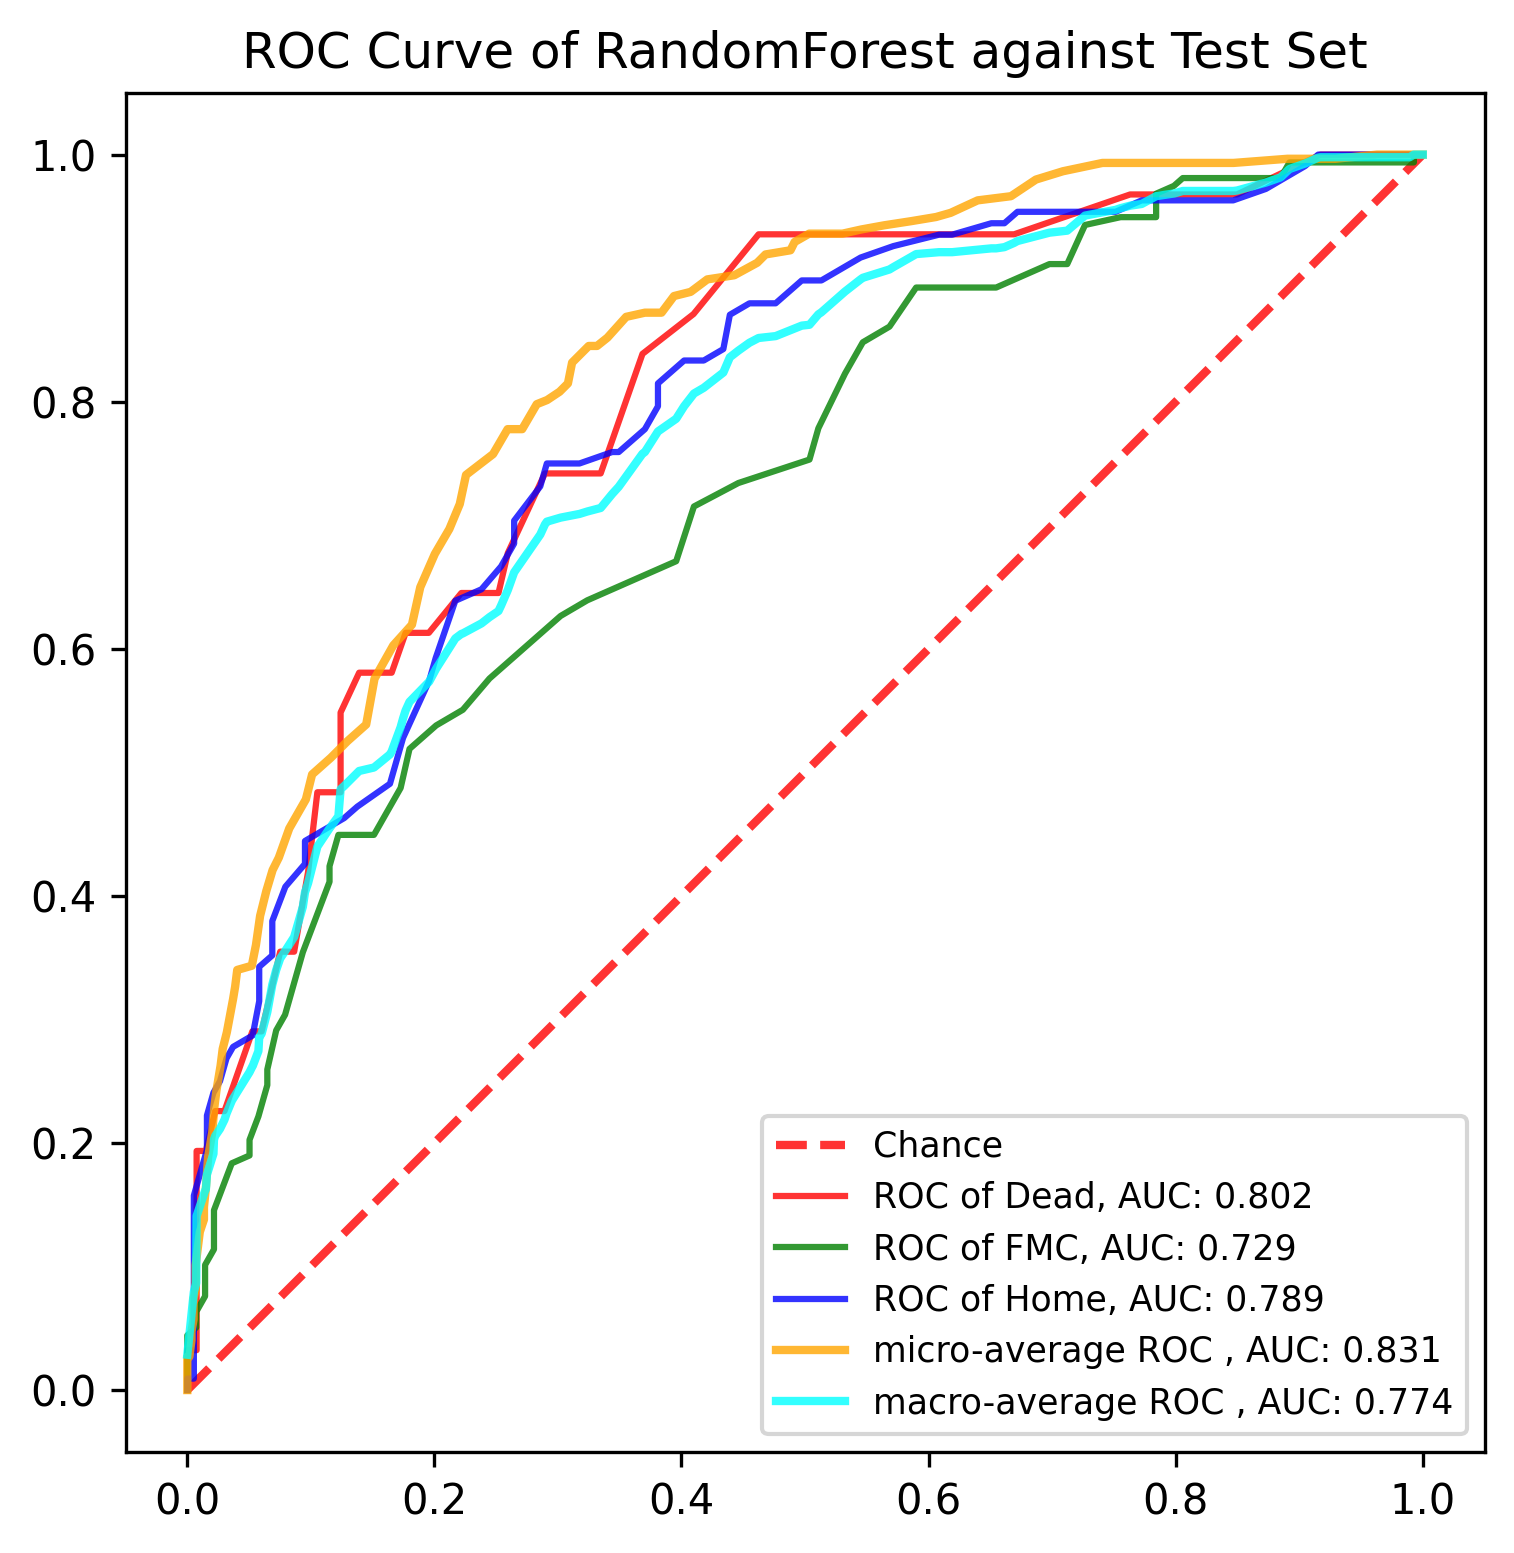 ROC Curve of RandomForest against Test Set
1.0
0.8
0.6
0.4
0.2
0.0
Chance
ROC of Dead, AUC: 0.802
ROC of FMC, AUC: 0.729
ROC of Home, AUC: 0.789
micro-average ROC , AUC: 0.831
macro-average ROC , AUC: 0.774
0.0 0.2 0.4 0.6 0.8 1.0